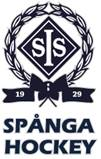 SIS
19 29
SPÅNGA
HOCKEY